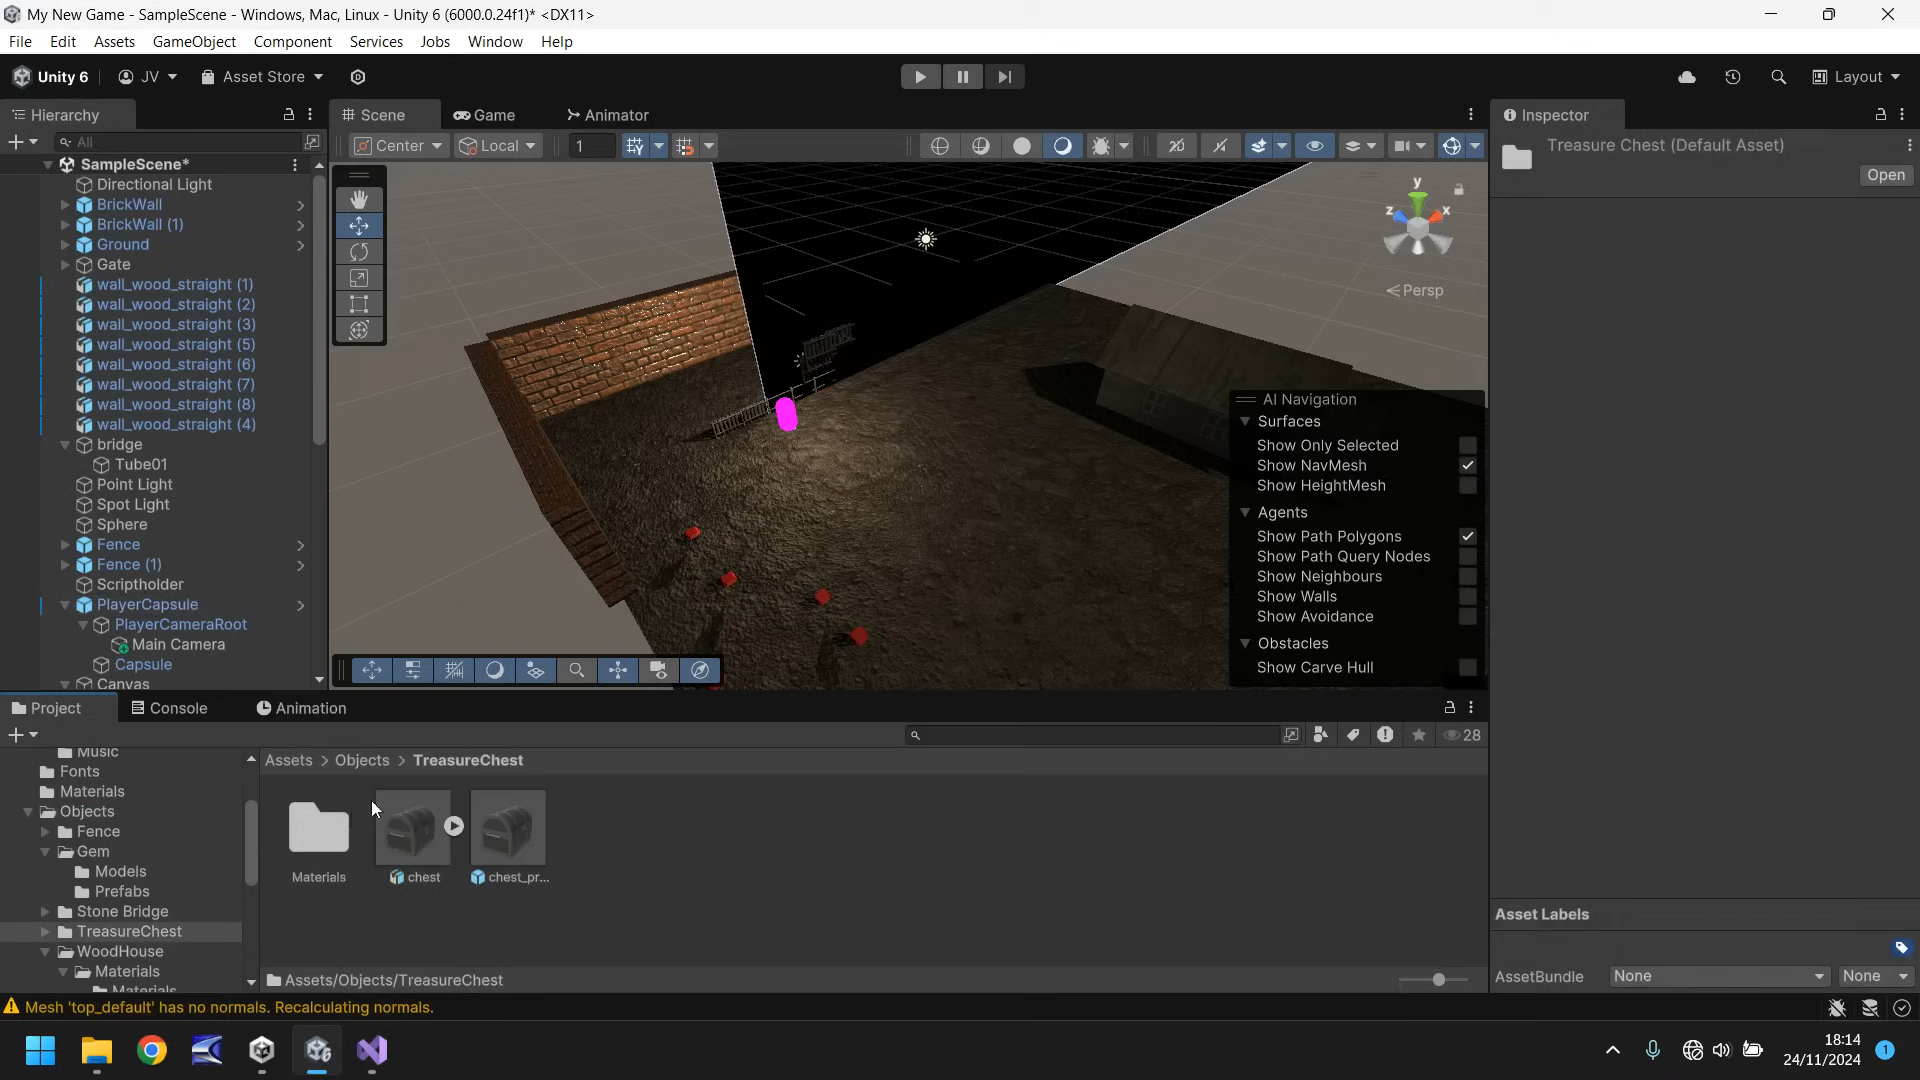 My New Game - SampleScene - Windows, Mac, Linux - Unity 6 (6000.0.24f1)* <DX11>
File Edit Assets GameObject Component Services Jobs Window Help
Unity 6 JV Asset Store Layout
Hierarchy
All
SampleScene*
Directional Light
BrickWall
BrickWall (1)
Ground
Gate
wall_wood_straight (1)
wall_wood_straight (2)
wall_wood_straight (3)
wall_wood_straight (5)
wall_wood_straight (6)
wall_wood_straight (7)
wall_wood_straight (8)
wall_wood_straight (4)
bridge
Tube01
Point Light
Spot Light
Sphere
Fence
Fence (1)
Scriptholder
PlayerCapsule
PlayerCameraRoot
Main Camera
Capsule
Canvas
Scene Game Animator
Center Local 1 2D
y
z x
Persp
AI Navigation
Surfaces
Show Only Selected
Show NavMesh
Show HeightMesh
Agents
Show Path Polygons
Show Path Query Nodes
Show Neighbours
Show Walls
Show Avoidance
Obstacles
Show Carve Hull
Inspector
Treasure Chest (Default Asset)
Open
Asset Labels
AssetBundle None None
Project Console Animation
28
Music
Fonts
Materials
Objects
Fence
Gem
Models
Prefabs
Stone Bridge
TreasureChest
WoodHouse
Materials
Materials
Assets > Objects > TreasureChest
Materials chest chest_pr...
Assets/Objects/TreasureChest
Mesh 'top_default' has no normals. Recalculating normals.
18:14
24/11/2024
1